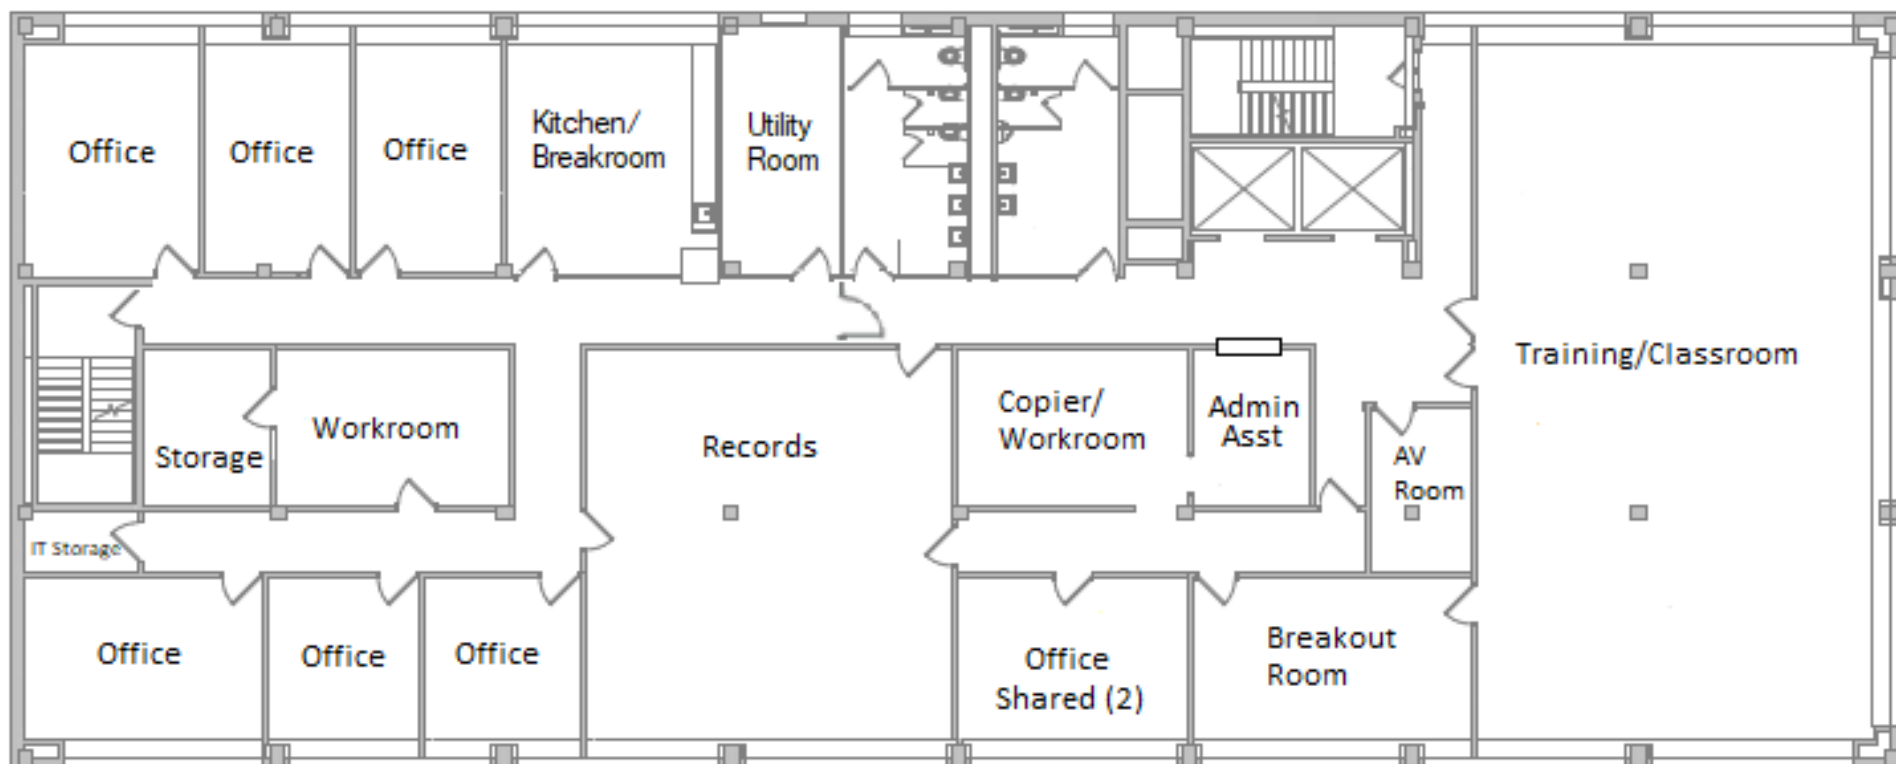 Office
Office
Office
Kitchen/
Breakroom
Utility
Room
Training/Classroom
Storage
Workroom
Records
Copier/
Workroom
Admin
Asst
AV
Room
IT Storage
Office
Office
Office
Office
Shared (2)
Breakout
Room